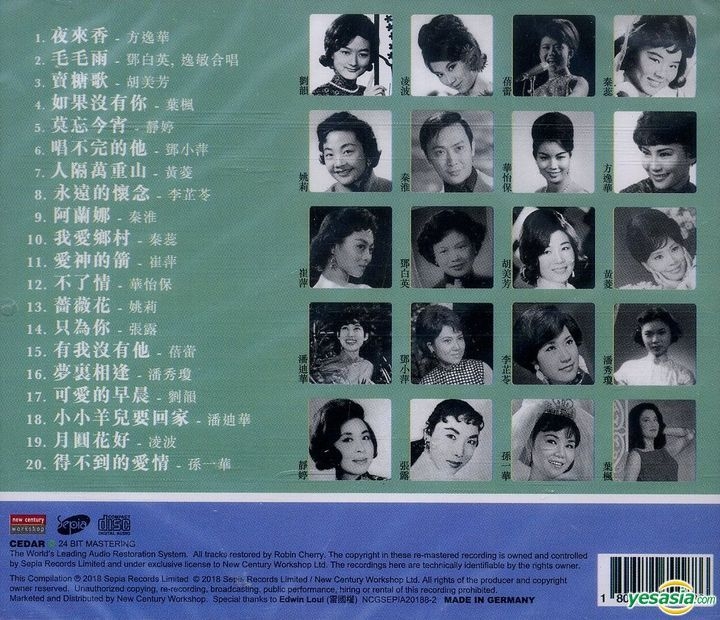 1. 夜來香 - 方逸華
2. 毛毛雨 - 鄧白英, 逸敏合唱
3. 賣糖歌 - 胡美芳
4. 如果沒有你 - 葉楓
5. 莫忘今宵 - 靜婷
6. 唱不完的他 - 鄧小萍
7. 人隔萬重山 - 黃菱
8. 永遠的懷念 - 李芷苓
9. 阿蘭娜 - 秦淮
10. 我愛鄉村 - 秦蕊
11. 愛神的箭 - 崔萍
12. 不了情 - 華怡保
13. 薔薇花 - 姚莉
14. 只為你 - 張露
15. 有我沒有他 - 蓓蕾
16. 夢裏相逢 - 潘秀瓊
17. 可愛的早晨 - 劉韻
18. 小小羊兒要回家 - 潘迪華
19. 月圓花好 - 凌波
20. 得不到的愛情 - 孫一華
劉韻
凌波
蓓蕾
秦蕊
姚莉
秦淮
華怡保
方逸華
崔萍
鄧白英
胡美芳
黃菱
潘迪華
鄧小萍
李芷苓
潘秀瓊
靜婷
張露
孫一華
葉楓
new century workshop
Sepia
COMPACT disc DIGITAL AUDIO
CEDAR 24 BIT MASTERING
The World's Leading Audio Restoration System. All tracks restored by Robin Cherry. The copyright in these re-mastered recording is owned and controlled
by Sepia Records Limited and under exclusive license to New Century Workshop Ltd. The recordings here are technically identifiable by the rights owner.
This Compilation ℗ 2018 Sepia Records Limited © 2018 Sepia Records Limited / New Century Workshop Ltd. All rights of the producer and copyright
owner reserved. Unauthorized copying, re-recording, broadcasting, public performance, hiring or rental of this recording prohibited.
Marketed and Distributed by New Century Workshop. Special thanks to Edwin Loui (雷國權) NCGSEPIA20188-2 MADE IN GERMANY
yesasia.com